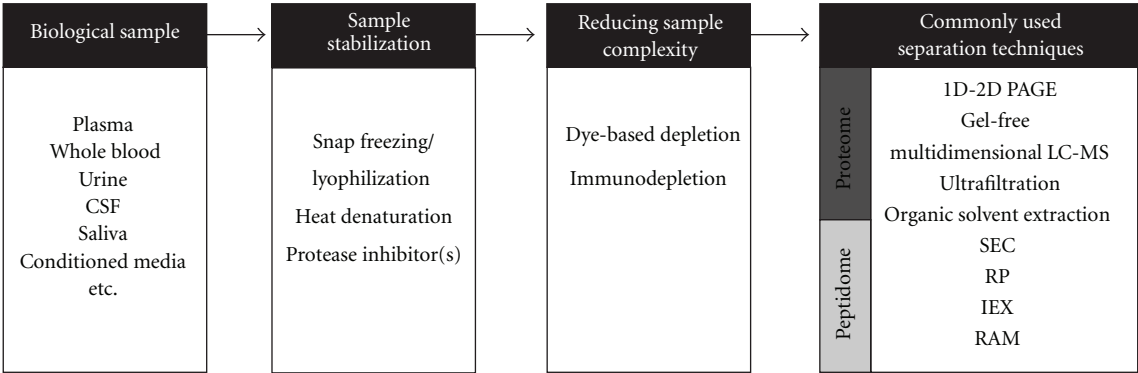 Biological sample
Plasma
Whole blood
Urine
CSF
Saliva
Conditioned media
etc.
Sample
stabilization
Snap freezing/
lyophilization
Heat denaturation
Protease inhibitor(s)
Reducing sample
complexity
Dye-based depletion
Immunodepletion
Commonly used
separation techniques
Proteome
Peptidome
1D-2D PAGE
Gel-free
multidimensional LC-MS
Ultrafiltration
Organic solvent extraction
SEC
RP
IEX
RAM